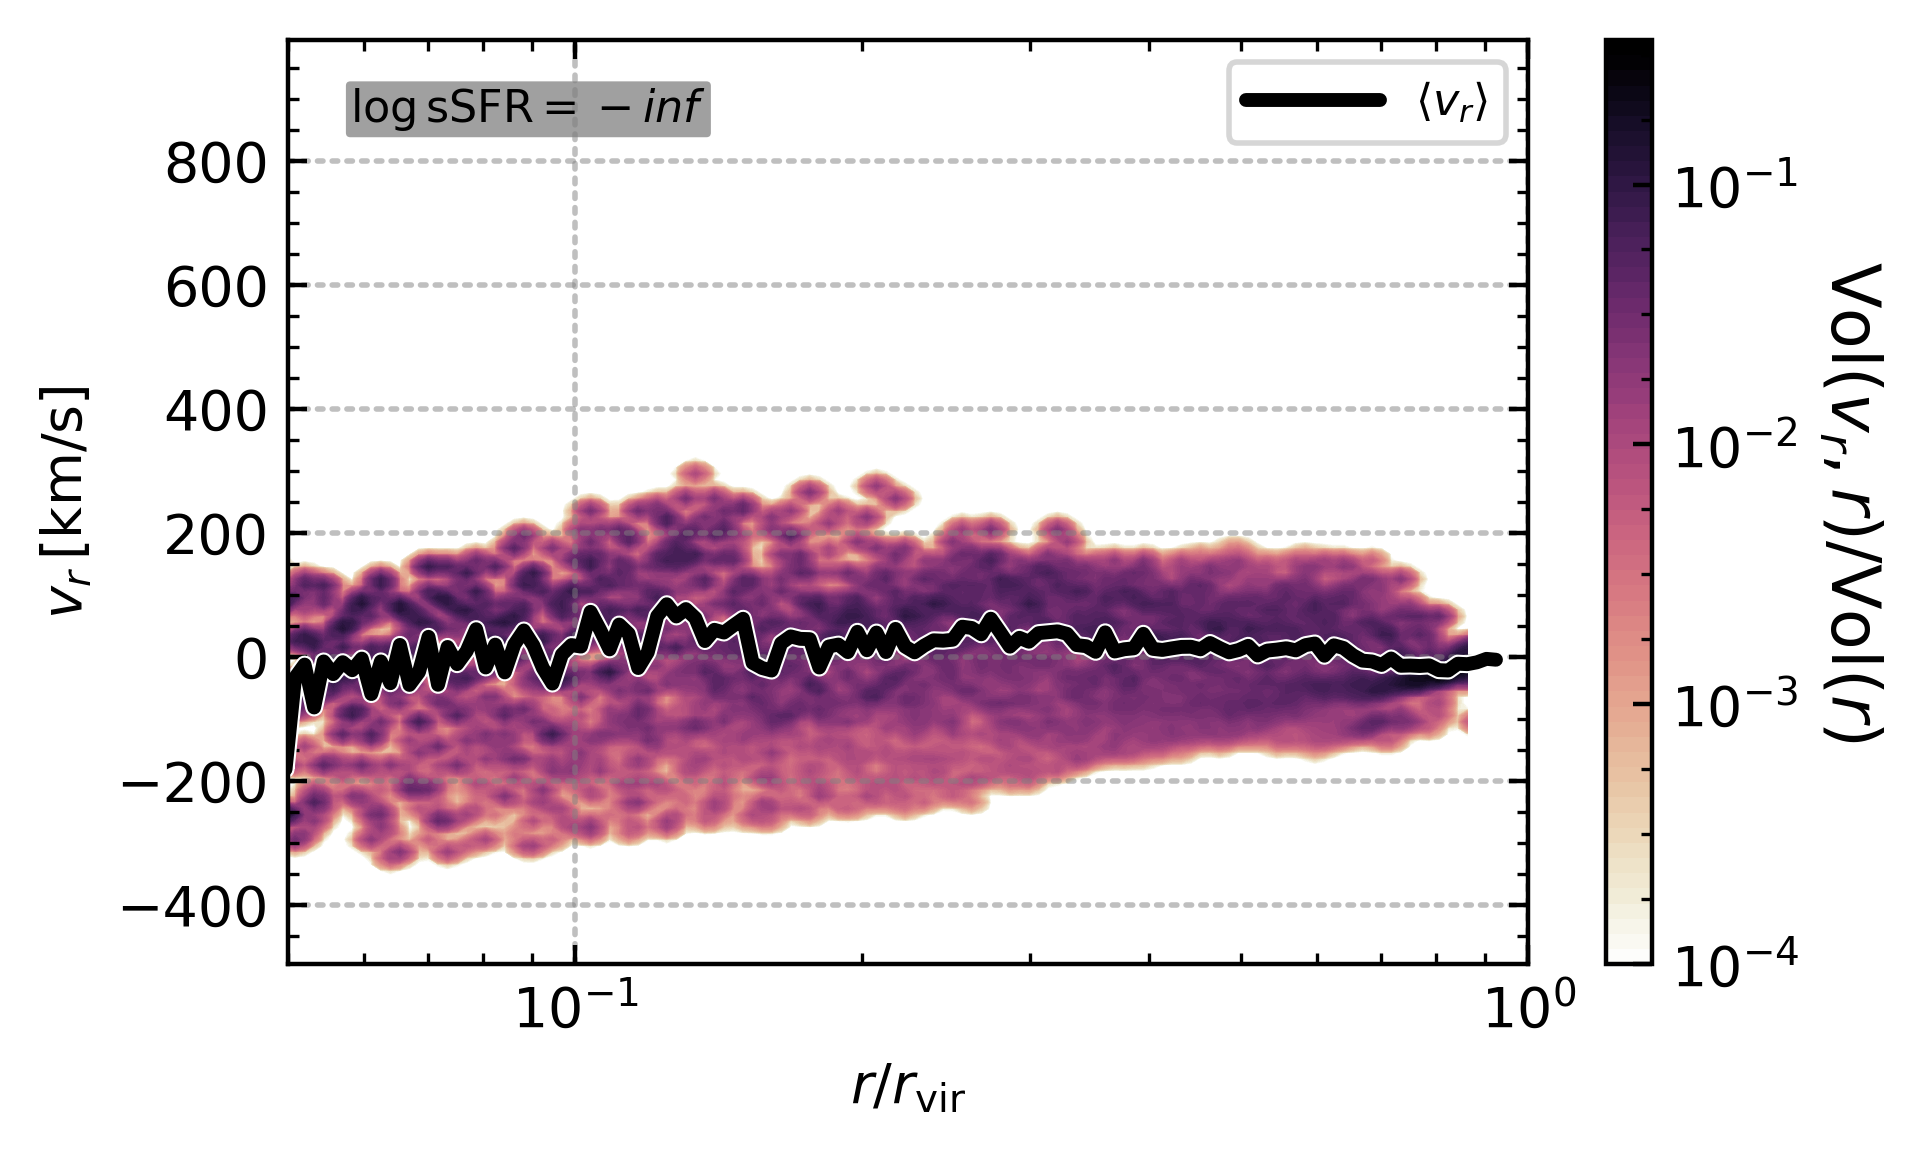 log sSFR = −inf
⟨v_r⟩
800
600
400
200
0
−200
−400
v_r [km/s]
10^−1
10^0
r/r_vir
10^−1
10^−2
10^−3
10^−4
Vol(v_r, r)/Vol(r)